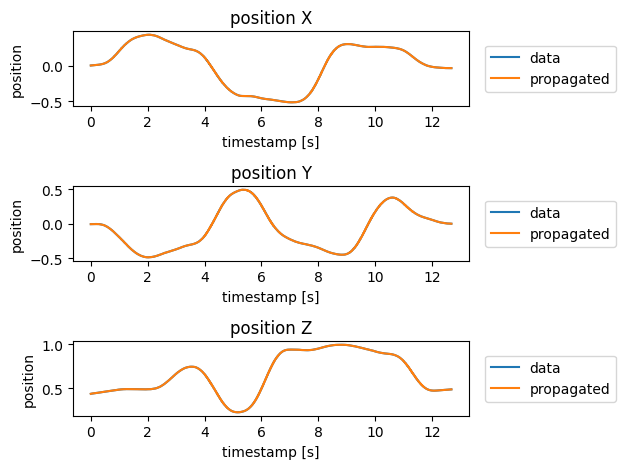 position X
0.0
−0.5
position
0 2 4 6 8 10 12
timestamp [s]
data
propagated
position Y
0.5
0.0
−0.5
position
0 2 4 6 8 10 12
timestamp [s]
data
propagated
position Z
1.0
0.5
position
0 2 4 6 8 10 12
timestamp [s]
data
propagated